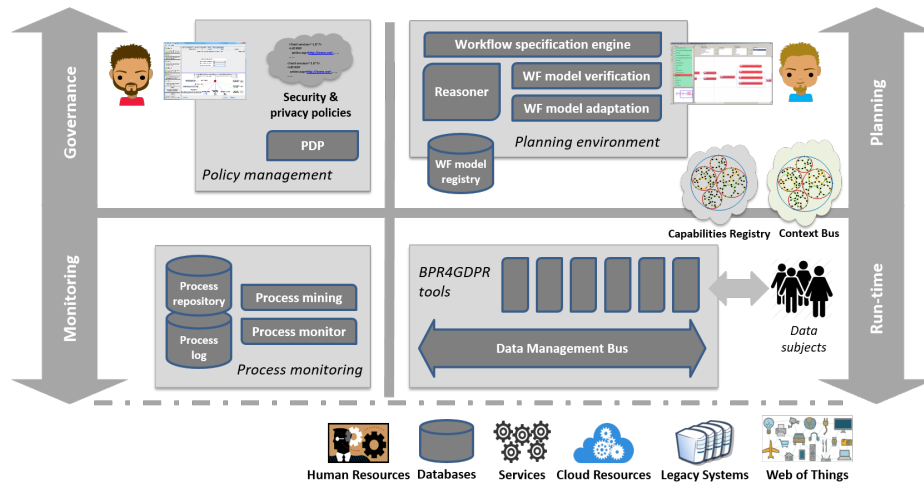 Governance
Security &
privacy policies
PDP
Policy management
Workflow specification engine
Reasoner
WF model verification
WF model adaptation
WF model
registry
Planning environment
Planning
Capabilities Registry
Context Bus
Monitoring
Process
repository
Process
log
Process mining
Process monitor
Process monitoring
BPR4GDPR
tools
Data Management Bus
Data
subjects
Run-time
Human Resources
Databases
Services
Cloud Resources
Legacy Systems
Web of Things